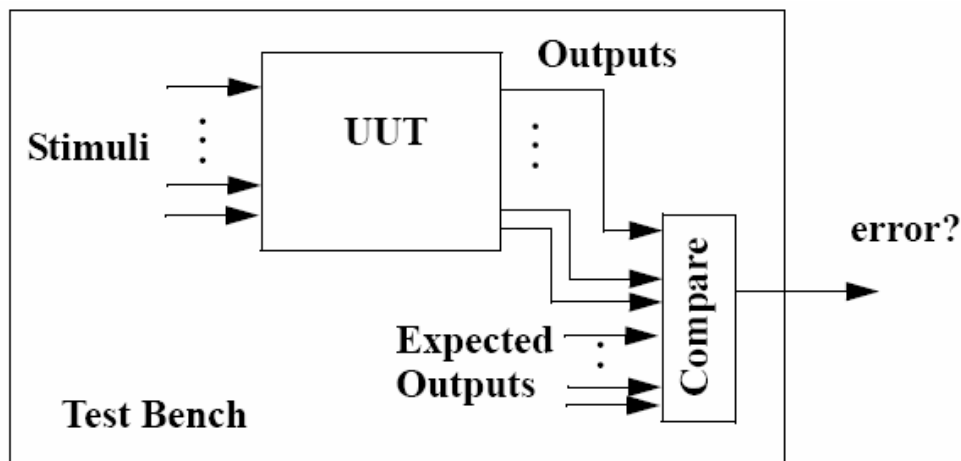 Outputs
UUT
Stimuli
error?
Compare
Expected
Outputs
Test Bench